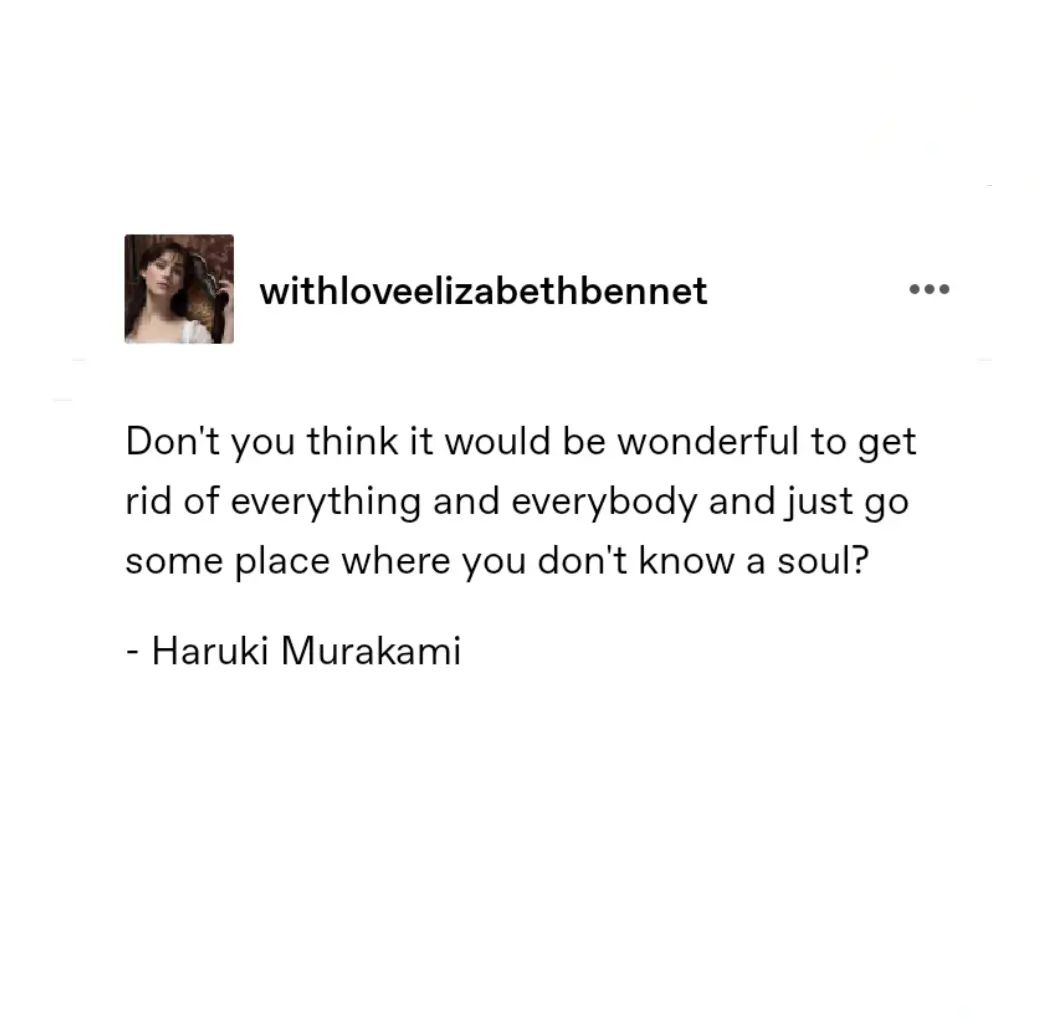 withloveelizabethbennet
Don't you think it would be wonderful to get
rid of everything and everybody and just go
some place where you don't know a soul?
- Haruki Murakami